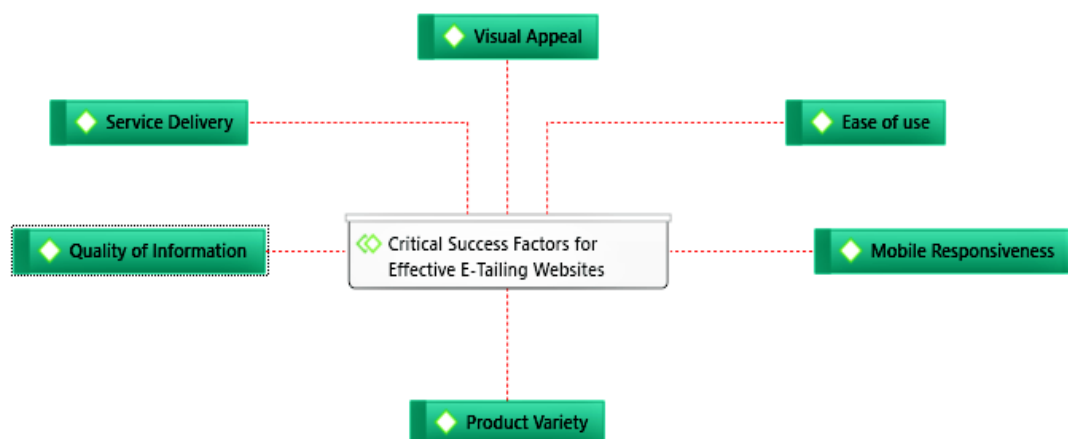 Visual Appeal
Service Delivery
Ease of use
Quality of Information
Critical Success Factors for
Effective E-Tailing Websites
Mobile Responsiveness
Product Variety